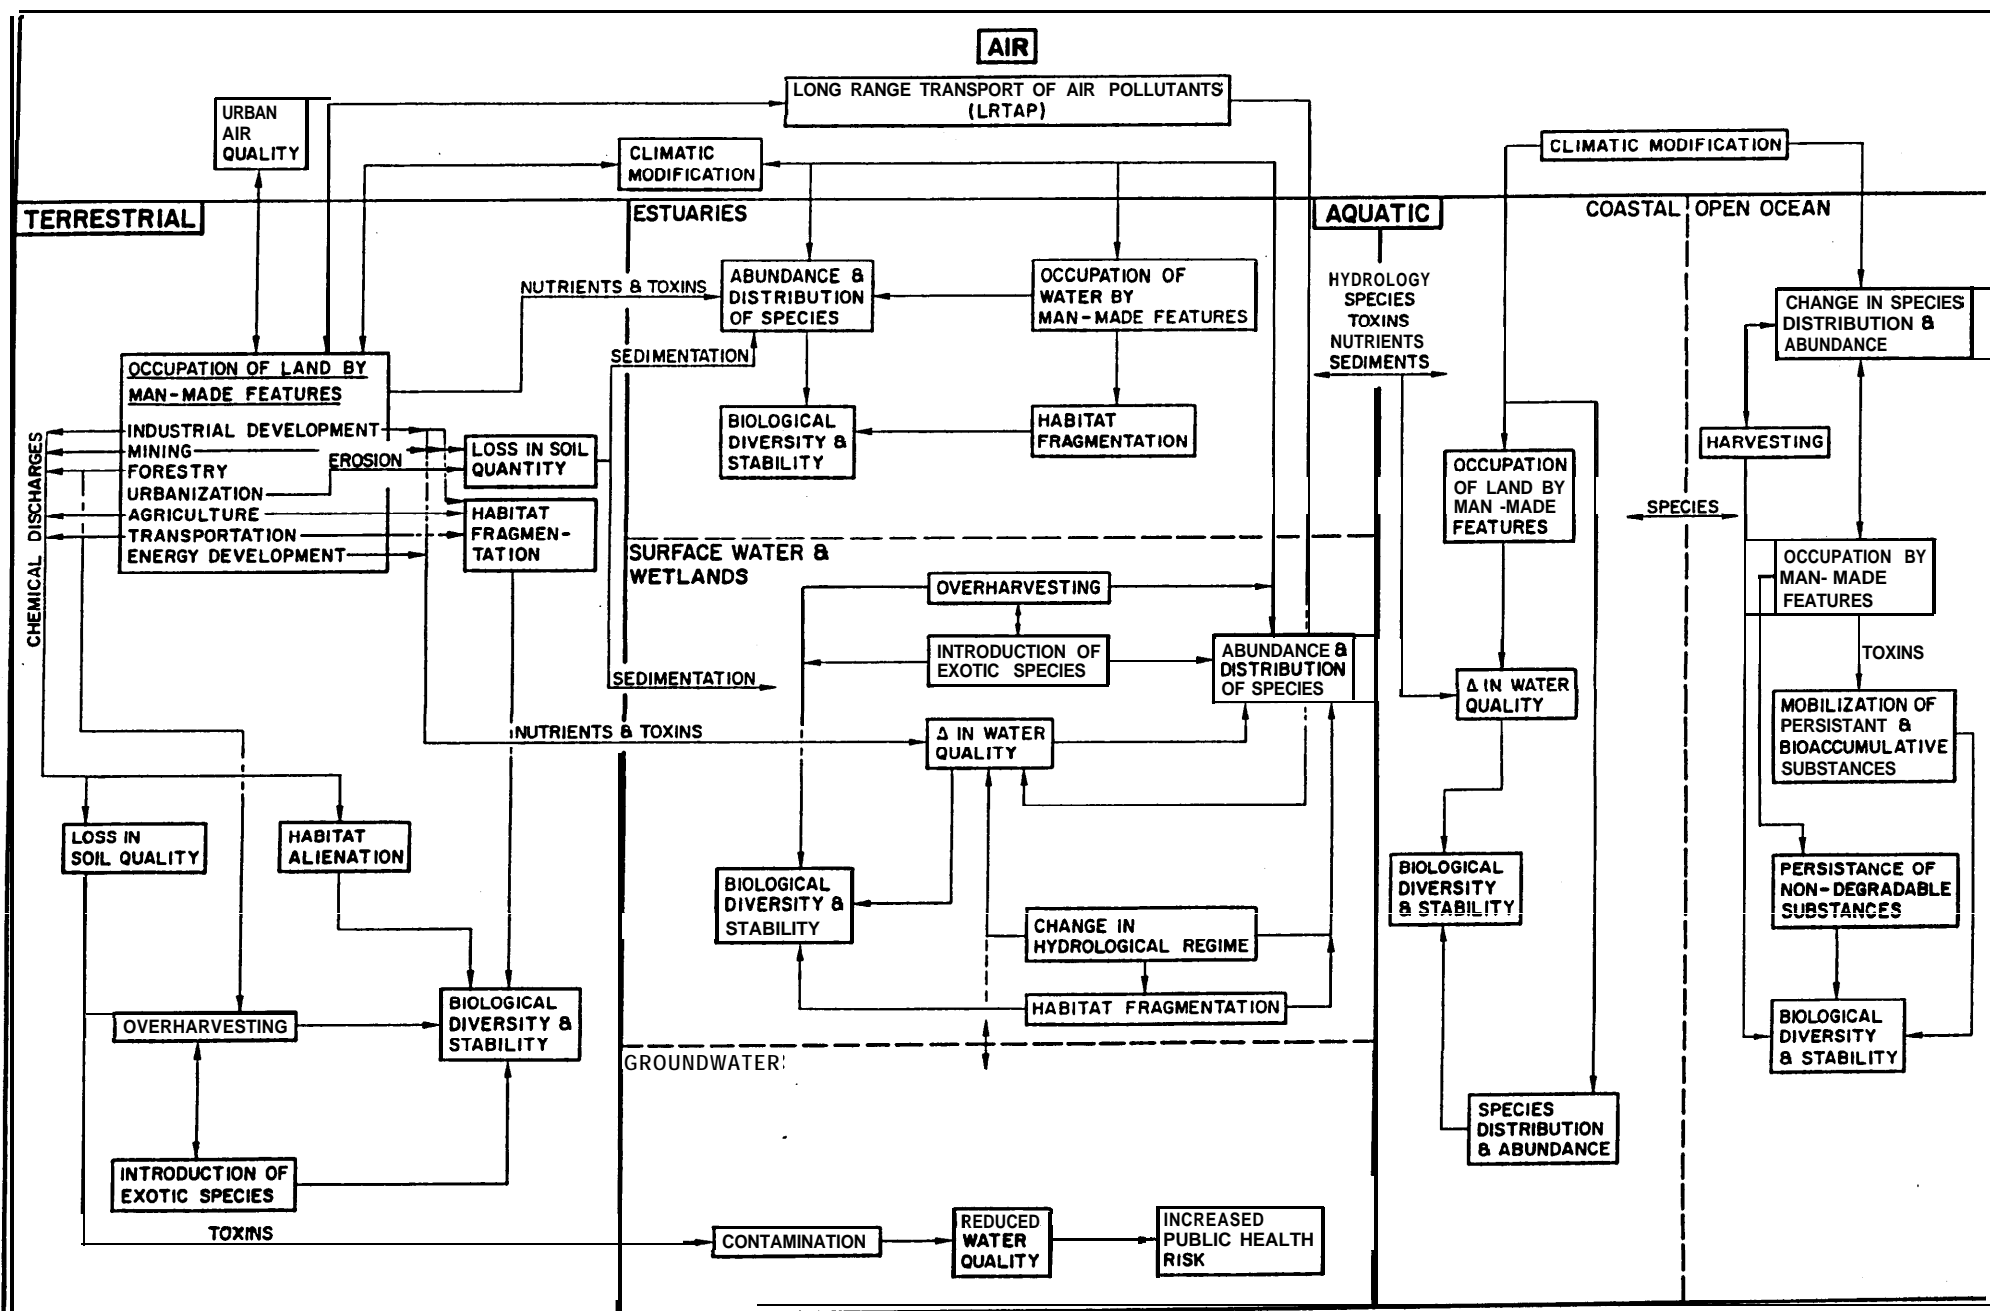 AIR
LONG RANGE TRANSPORT OF AIR POLLUTANTS
(LRTAP)
URBAN
AIR
QUALITY
CLIMATIC
MODIFICATION
CLIMATIC MODIFICATION
TERRESTRIAL
OCCUPATION OF LAND BY
MAN-MADE FEATURES
INDUSTRIAL DEVELOPMENT
MINING
FORESTRY
URBANIZATION
AGRICULTURE
TRANSPORTATION
ENERGY DEVELOPMENT
CHEMICAL DISCHARGES
EROSION
LOSS IN SOIL
QUANTITY
HABITAT
FRAGMEN-
TATION
NUTRIENTS & TOXINS
SEDIMENTATION
SEDIMENTATION
NUTRIENTS & TOXINS
LOSS IN
SOIL QUALITY
HABITAT
ALIENATION
OVERHARVESTING
BIOLOGICAL
DIVERSITY &
STABILITY
INTRODUCTION OF
EXOTIC SPECIES
TOXINS
ESTUARIES
ABUNDANCE &
DISTRIBUTION
OF SPECIES
OCCUPATION OF
WATER BY
MAN-MADE FEATURES
BIOLOGICAL
DIVERSITY &
STABILITY
HABITAT
FRAGMENTATION
SURFACE WATER &
WETLANDS
OVERHARVESTING
INTRODUCTION OF
EXOTIC SPECIES
ABUNDANCE &
DISTRIBUTION
OF SPECIES
Δ IN WATER
QUALITY
BIOLOGICAL
DIVERSITY &
STABILITY
CHANGE IN
HYDROLOGICAL REGIME
HABITAT FRAGMENTATION
GROUNDWATER
CONTAMINATION
REDUCED
WATER
QUALITY
INCREASED
PUBLIC HEALTH
RISK
AQUATIC
HYDROLOGY
SPECIES
TOXINS
NUTRIENTS
SEDIMENTS
COASTAL
OCCUPATION
OF LAND BY
MAN -MADE
FEATURES
Δ IN WATER
QUALITY
BIOLOGICAL
DIVERSITY
& STABILITY
SPECIES
DISTRIBUTION
& ABUNDANCE
SPECIES
OPEN OCEAN
CHANGE IN SPECIES
DISTRIBUTION &
ABUNDANCE
HARVESTING
OCCUPATION BY
MAN- MADE
FEATURES
TOXINS
MOBILIZATION OF
PERSISTANT &
BIOACCUMULATIVE
SUBSTANCES
PERSISTANCE OF
NON-DEGRADABLE
SUBSTANCES
BIOLOGICAL
DIVERSITY
& STABILITY